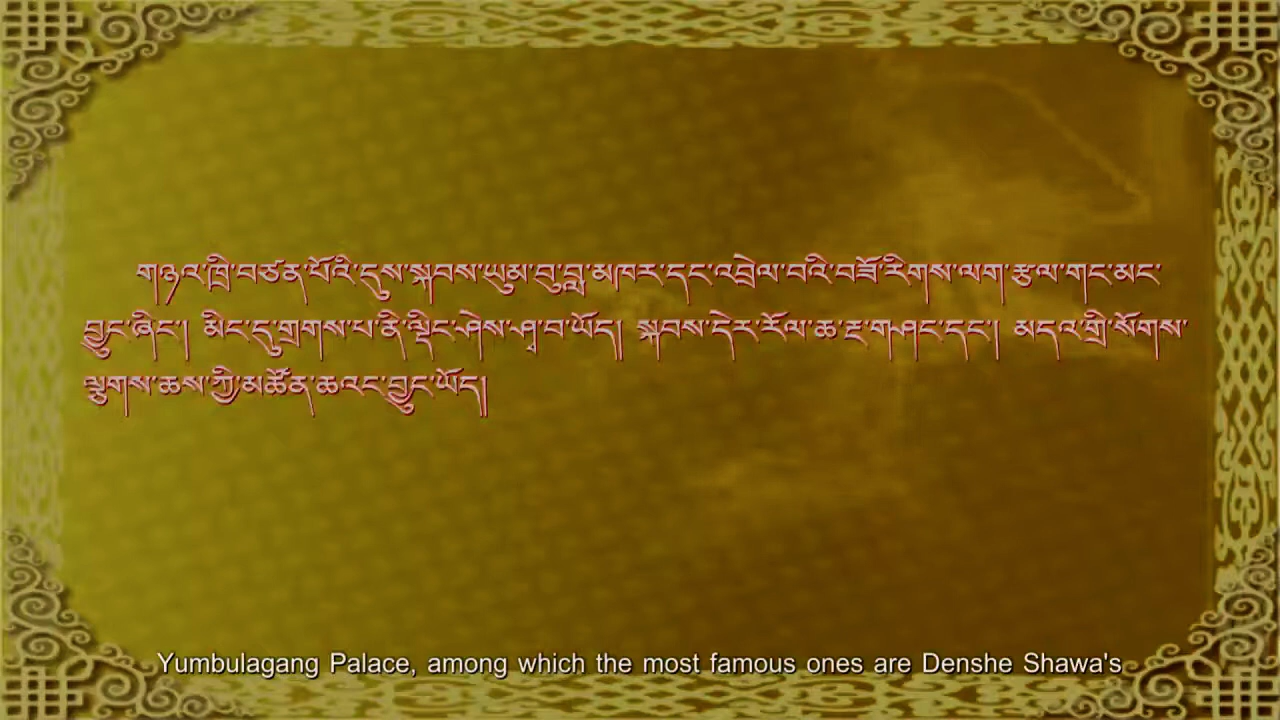 གཉའ་ཁྲི་བཙན་པོའི་དུས་སྐབས་ཡུམ་བུ་བླ་མཁར་དང་འབྲེལ་བའི་བཟོ་རིགས་ལག་རྩལ་གང་མང་
བྱུང་ཞིང་། མིང་དུ་གྲགས་པ་ནི་ལྡིང་ཤེས་ཤྭ་བ་ཡོད། སྐབས་དེར་རོལ་ཆ་རྔ་གཤང་དང་། མདའ་གྲི་སོགས་
ལྕགས་ཆས་ཀྱི་མཚོན་ཆའང་བྱུང་ཡོད།
Yumbulagang Palace, among which the most famous ones are Denshe Shawa's